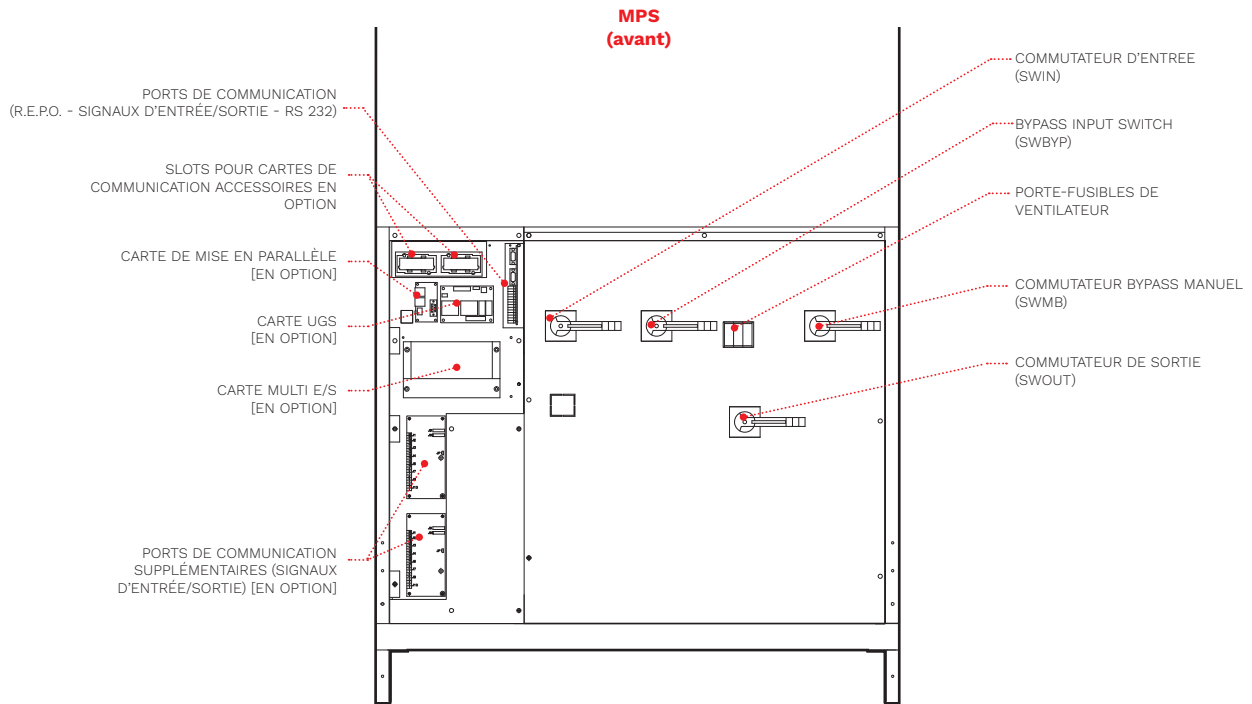 MPS
(avant)
PORTS DE COMMUNICATION
(R.E.P.O. - SIGNAUX D'ENTRÉE/SORTIE - RS 232)
SLOTS POUR CARTES DE
COMMUNICATION ACCESSOIRES EN
OPTION
CARTE DE MISE EN PARALLÈLE
[EN OPTION]
CARTE UGS
[EN OPTION]
CARTE MULTI E/S
[EN OPTION]
PORTS DE COMMUNICATION
SUPPLÉMENTAIRES (SIGNAUX
D'ENTRÉE/SORTIE) [EN OPTION]
COMMUTATEUR D'ENTREE
(SWIN)
BYPASS INPUT SWITCH
(SWBYP)
PORTE-FUSIBLES DE
VENTILATEUR
COMMUTATEUR BYPASS MANUEL
(SWMB)
COMMUTATEUR DE SORTIE
(SWOUT)